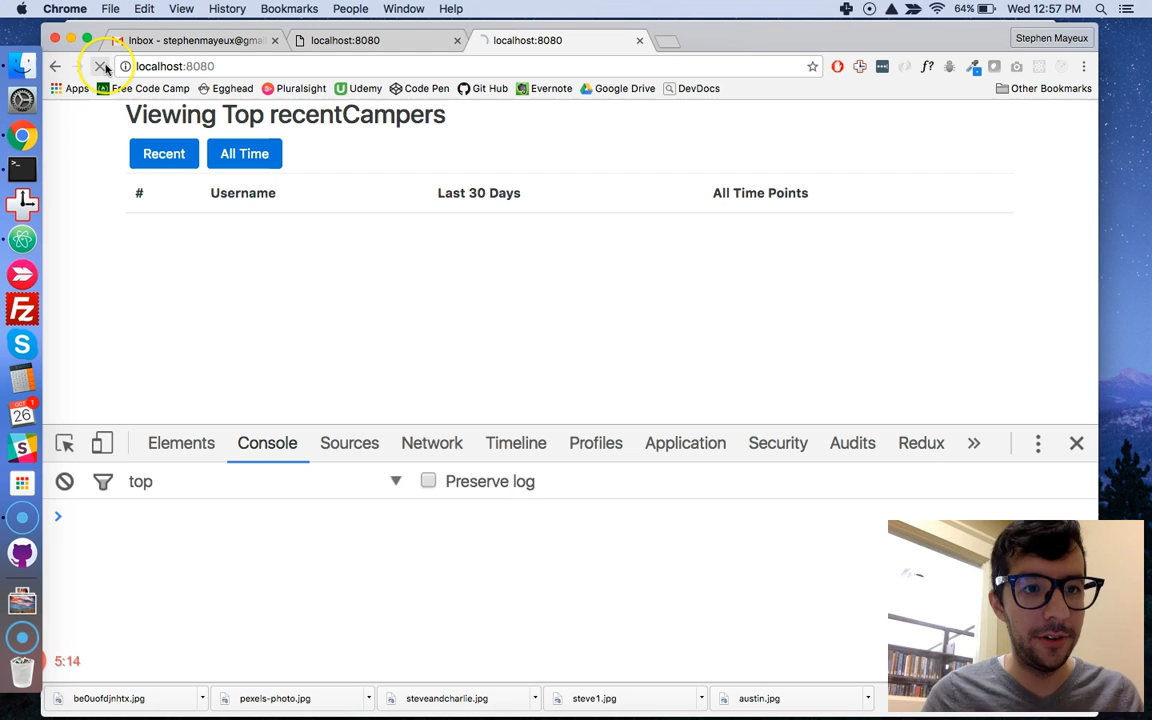 Chrome File Edit View History Bookmarks People Window Help 64% Wed 12:57 PM
Inbox - stephenmayeux@gmai localhost:8080 localhost:8080 Stephen Mayeux
localhost:8080 f?
Apps Free Code Camp Egghead Pluralsight Udemy Code Pen Git Hub Evernote Google Drive DevDocs Other Bookmarks
Viewing Top recentCampers
Recent All Time
# Username Last 30 Days All Time Points
Elements Console Sources Network Timeline Profiles Application Security Audits Redux »
top Preserve log
>
5:14
be0uofdjnhtx.jpg pexels-photo.jpg steveandcharlie.jpg steve1.jpg austin.jpg
OCT
26